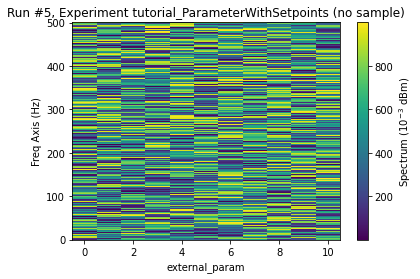 Run #5, Experiment tutorial_ParameterWithSetpoints (no sample)
500
400
300
200
100
0
Freq Axis (Hz)
0 2 4 6 8 10
external_param
800
600
400
200
Spectrum (10⁻³ dBm)